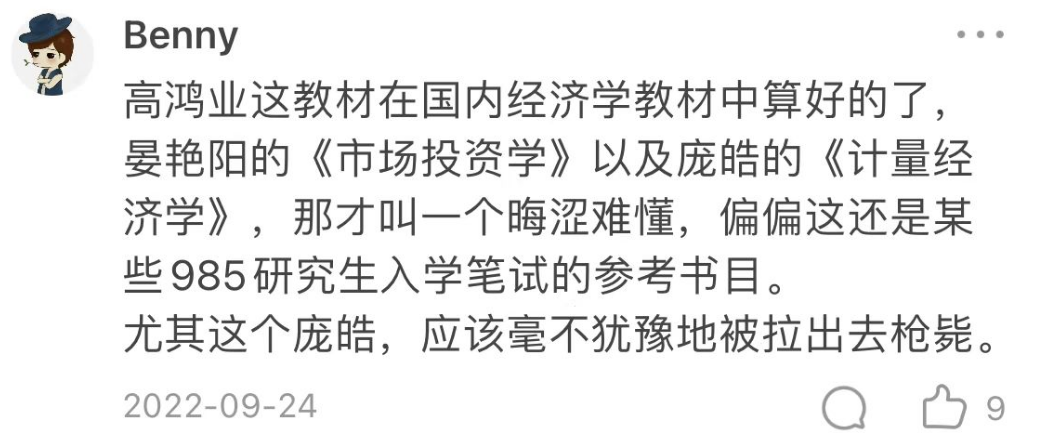 Benny
高鸿业这教材在国内经济学教材中算好的了，
晏艳阳的《市场投资学》以及庞皓的《计量经
济学》，那才叫一个晦涩难懂，偏偏这还是某
些985研究生入学笔试的参考书目。
尤其这个庞皓，应该毫不犹豫地被拉出去枪毙。
2022-09-24
9